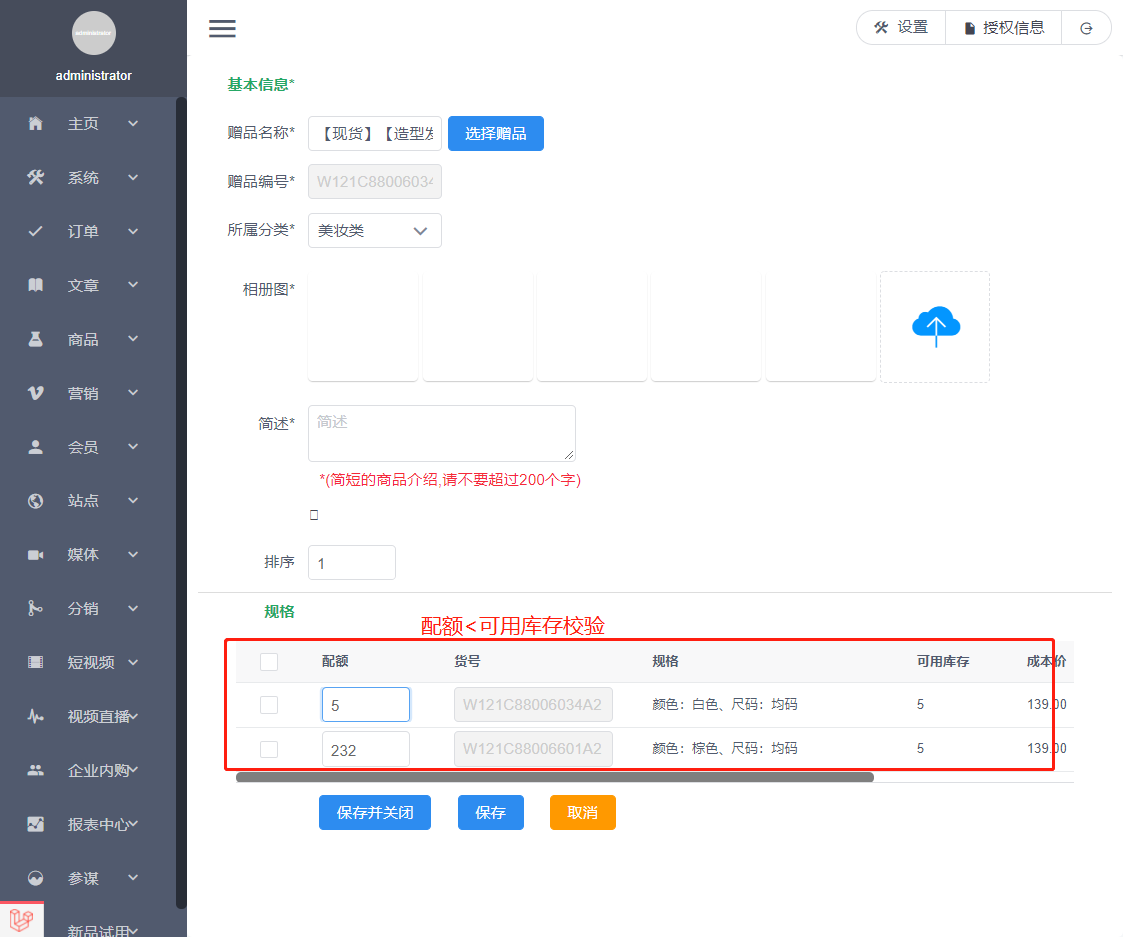 administrator
administrator
主页
系统
订单
文章
商品
营销
会员
站点
媒体
分销
短视频
视频直播
企业内购
报表中心
参谋
新品试用
设置
授权信息
基本信息*
赠品名称*
【现货】【造型发
选择赠品
赠品编号*
W121C88006034
所属分类*
美妆类
相册图*
简述*
简述
*(简短的商品介绍,请不要超过200个字)
排序
1
规格
配额<可用库存校验
配额 货号 规格 可用库存 成本价
5 W121C88006034A2 颜色：白色、尺码：均码 5 139.00
232 W121C88006601A2 颜色：棕色、尺码：均码 5 139.00
保存并关闭 保存 取消